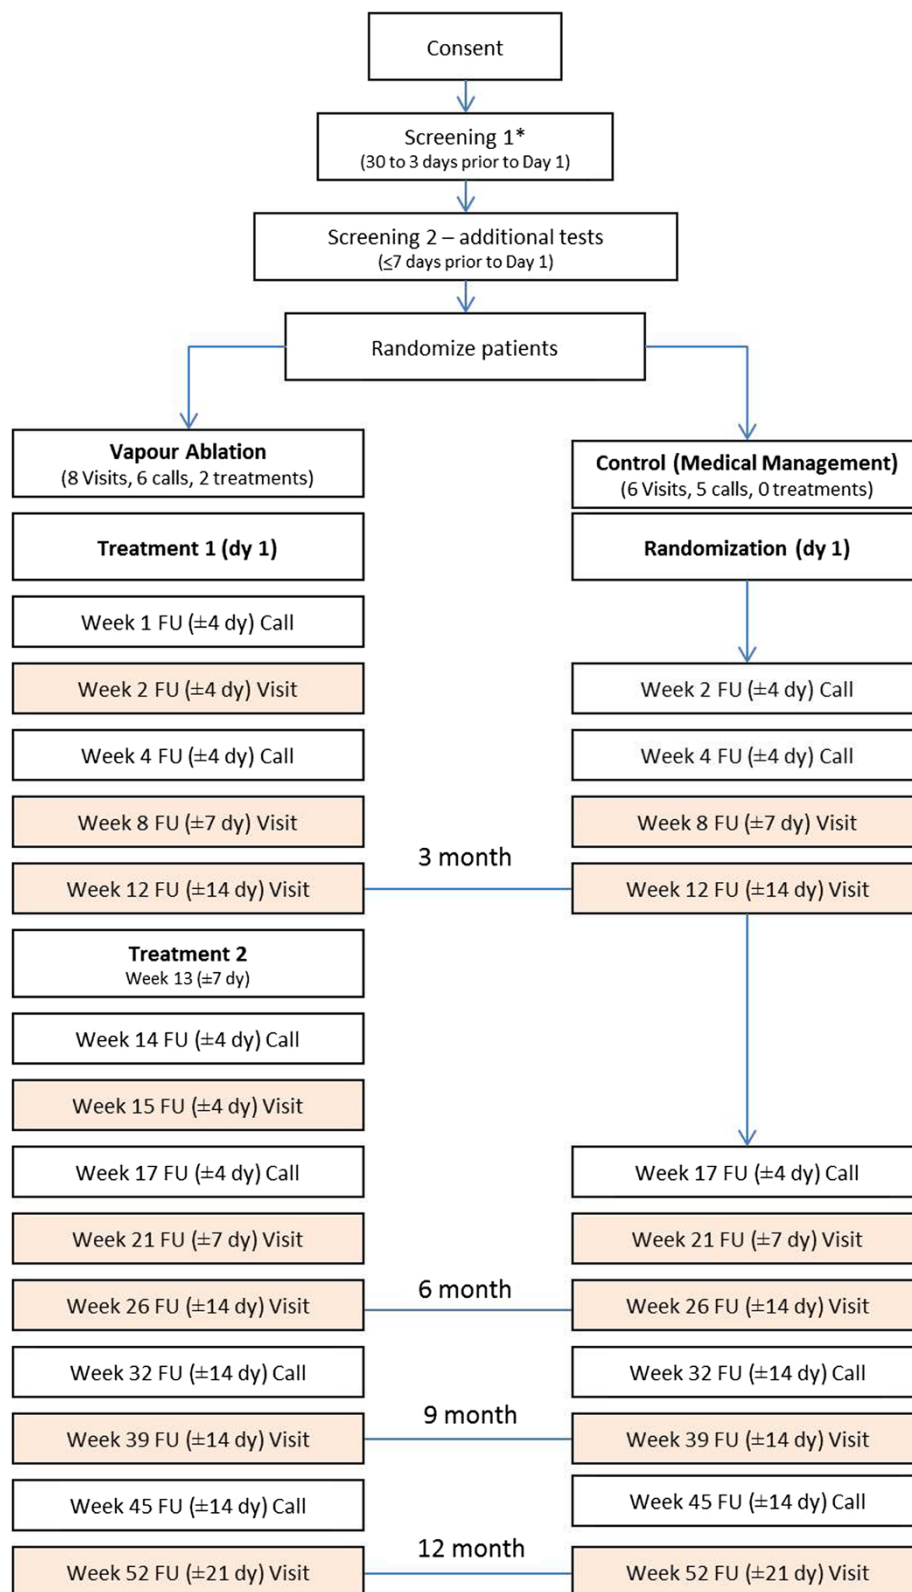 Consent
Screening 1*
(30 to 3 days prior to Day 1)
Screening 2 – additional tests
(≤7 days prior to Day 1)
Randomize patients
Vapour Ablation
(8 Visits, 6 calls, 2 treatments)
Treatment 1 (dy 1)
Week 1 FU (±4 dy) Call
Week 2 FU (±4 dy) Visit
Week 4 FU (±4 dy) Call
Week 8 FU (±7 dy) Visit
Week 12 FU (±14 dy) Visit
Treatment 2
Week 13 (±7 dy)
Week 14 FU (±4 dy) Call
Week 15 FU (±4 dy) Visit
Week 17 FU (±4 dy) Call
Week 21 FU (±7 dy) Visit
Week 26 FU (±14 dy) Visit
Week 32 FU (±14 dy) Call
Week 39 FU (±14 dy) Visit
Week 45 FU (±14 dy) Call
Week 52 FU (±21 dy) Visit
3 month
6 month
9 month
12 month
Control (Medical Management)
(6 Visits, 5 calls, 0 treatments)
Randomization (dy 1)
Week 2 FU (±4 dy) Call
Week 4 FU (±4 dy) Call
Week 8 FU (±7 dy) Visit
Week 12 FU (±14 dy) Visit
Week 17 FU (±4 dy) Call
Week 21 FU (±7 dy) Visit
Week 26 FU (±14 dy) Visit
Week 32 FU (±14 dy) Call
Week 39 FU (±14 dy) Visit
Week 45 FU (±14 dy) Call
Week 52 FU (±21 dy) Visit